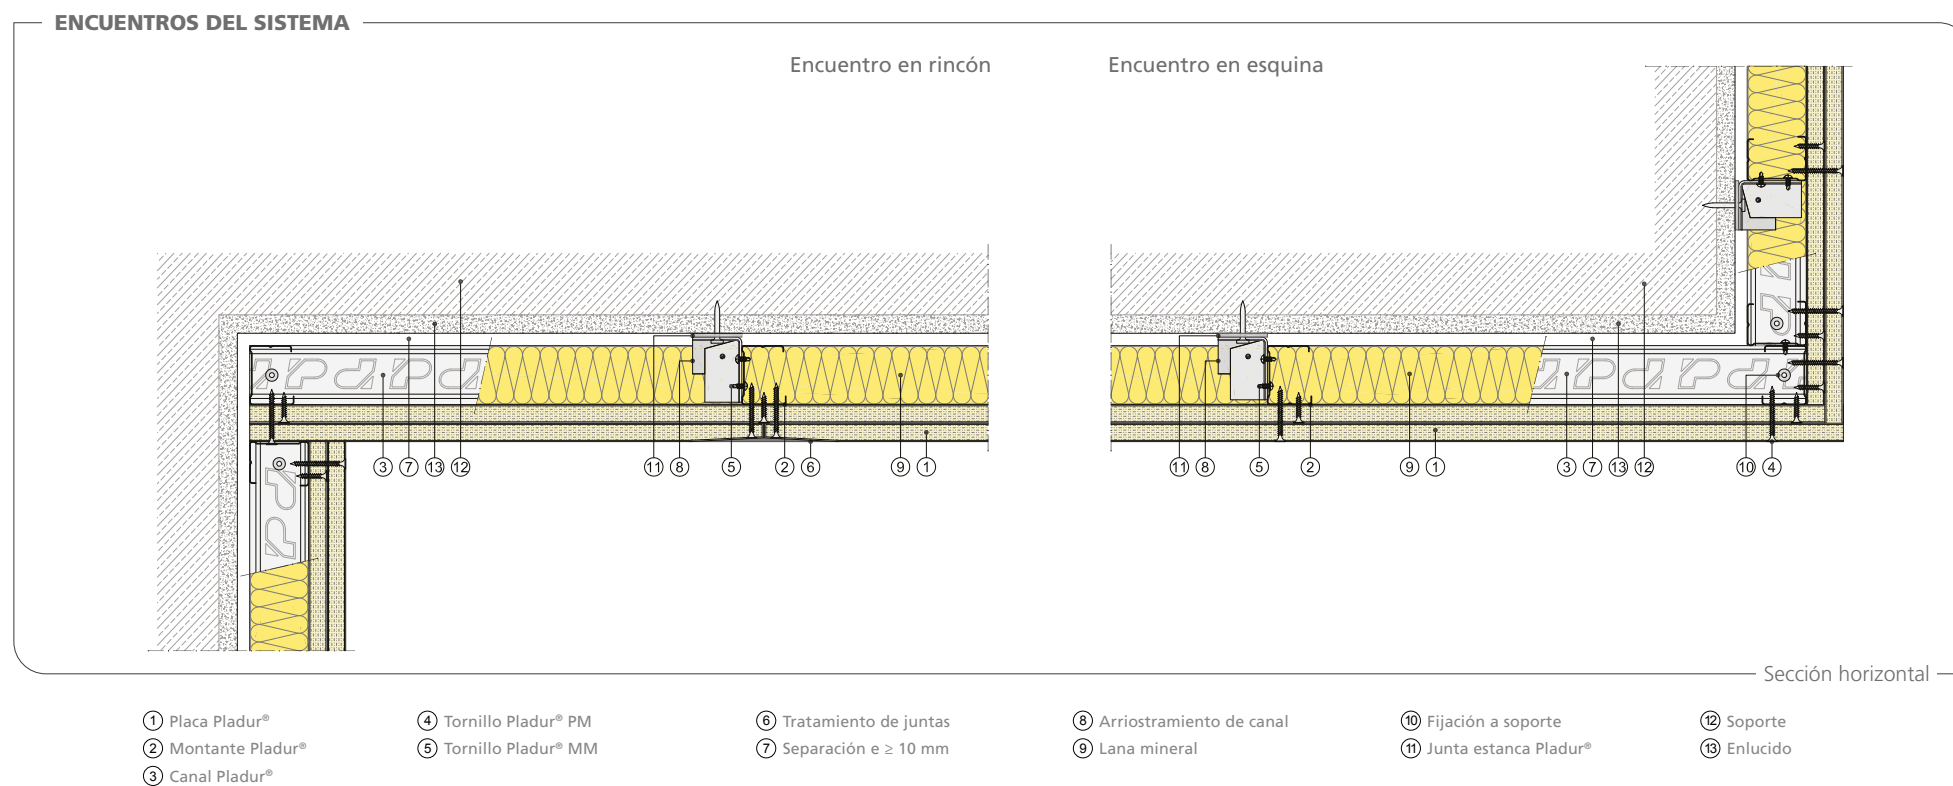 ENCUENTROS DEL SISTEMA
Encuentro en rincón
Encuentro en esquina
3 7 13 12 11 8 5 2 6 9 1
11 8 5 2 9 1 3 7 13 12 10 4
Sección horizontal
1 Placa Pladur®
2 Montante Pladur®
3 Canal Pladur®
4 Tornillo Pladur® PM
5 Tornillo Pladur® MM
6 Tratamiento de juntas
7 Separación e ≥ 10 mm
8 Arriostramiento de canal
9 Lana mineral
10 Fijación a soporte
11 Junta estanca Pladur®
12 Soporte
13 Enlucido